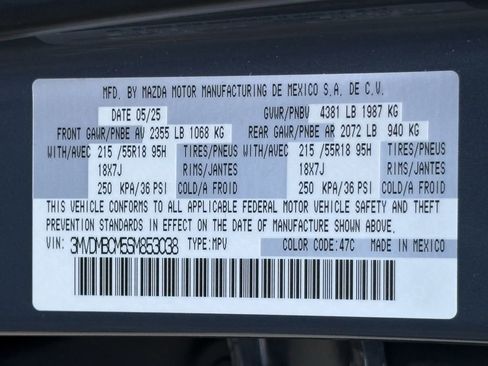 MFD. BY MAZDA MOTOR MANUFACTURING DE MEXICO S.A. DE C.V.
DATE 05/25 GVWR/PNBV 4381 LB 1987 KG
FRONT GAWR/PNBE AV 2355 LB 1068 KG REAR GAWR/PNBE AR 2072 LB 940 KG
WITH/AVEC 215 /55R18 95H TIRES/PNEUS WITH/AVEC 215 /55R18 95H TIRES/PNEUS
18X7J RIMS/JANTES 18X7J RIMS/JANTES
250 KPA/36 PSI COLD/A FROID 250 KPA/36 PSI COLD/A FROID
THIS VEHICLE CONFORMS TO ALL APPLICABLE FEDERAL MOTOR VEHICLE SAFETY AND THEFT
PREVENTION STANDARDS IN EFFECT ON THE DATE OF MANUFACTURE SHOWN ABOVE.
VIN: 3MVDMBCM5SM853038 TYPE: MPV COLOR CODE: 47C MADE IN MEXICO